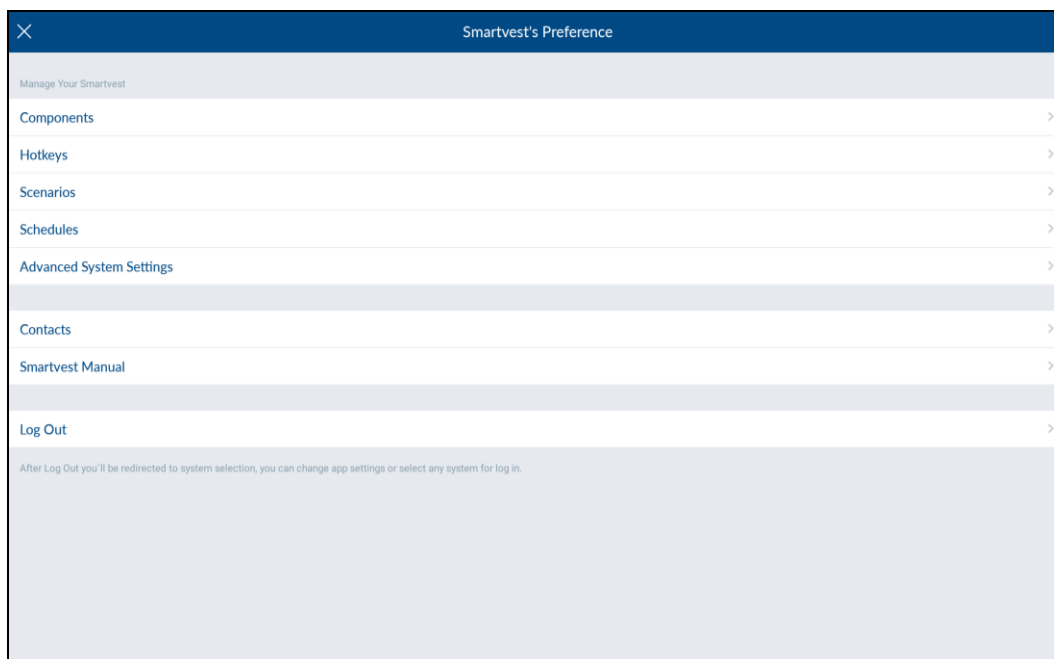 Smartvest's Preference
Manage Your Smartvest
Components
Hotkeys
Scenarios
Schedules
Advanced System Settings
Contacts
Smartvest Manual
Log Out
After Log Out you`ll be redirected to system selection, you can change app settings or select any system for log in.